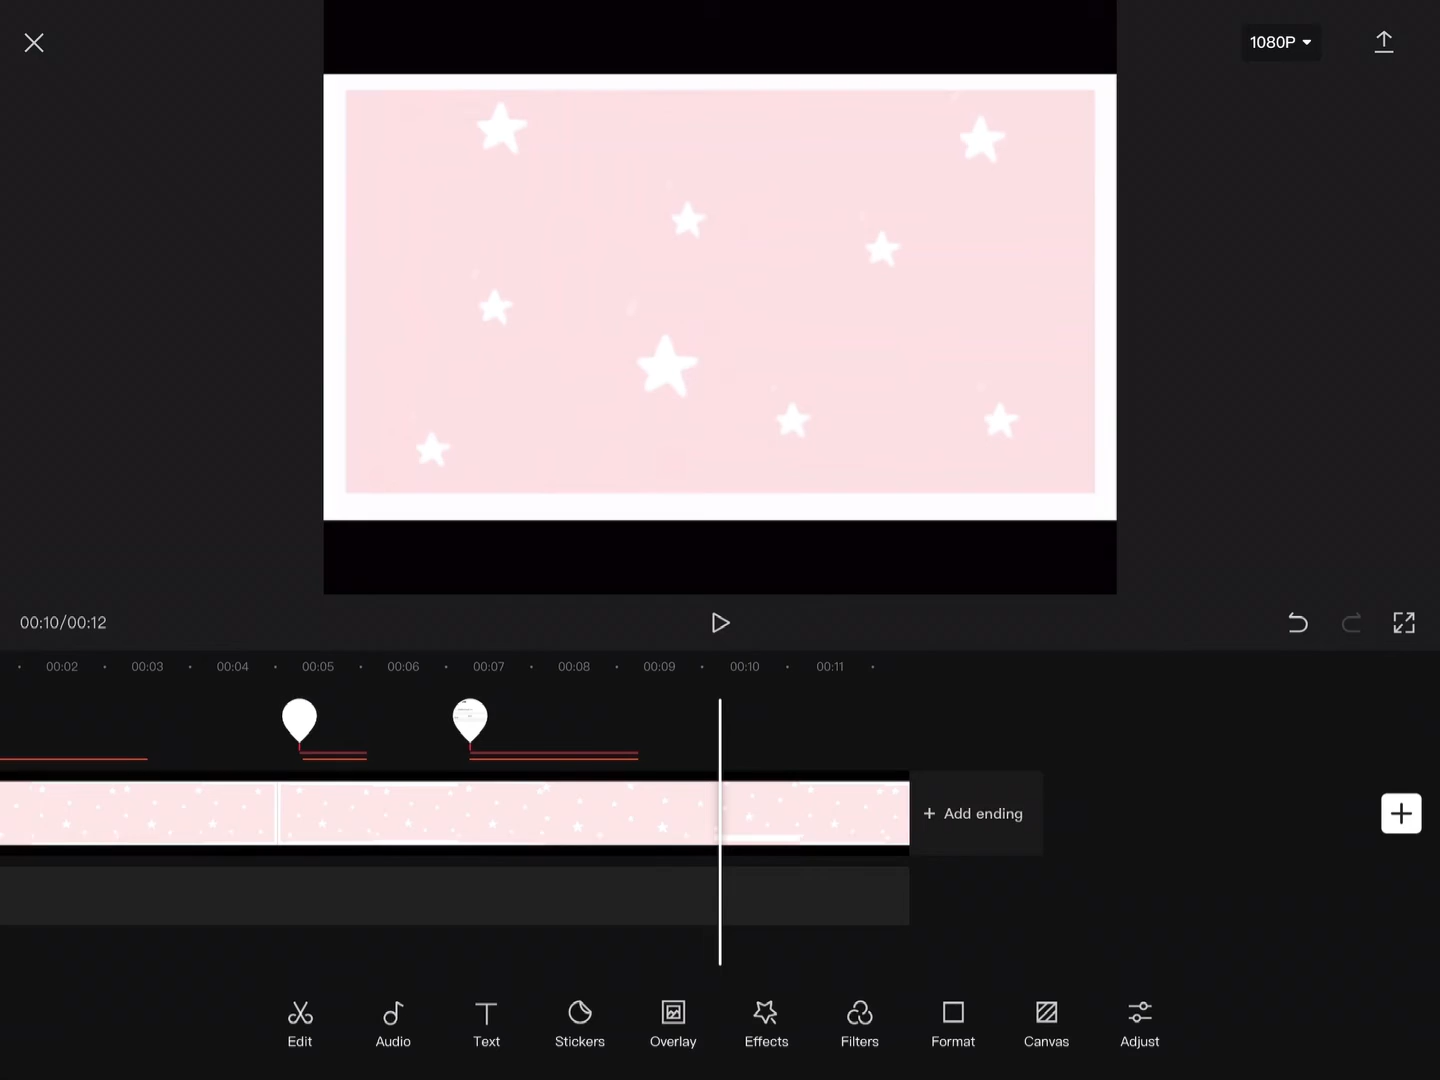 1080P
00:10/00:12
00:02 00:03 00:04 00:05 00:06 00:07 00:08 00:09 00:10 00:11
+ Add ending
Edit Audio Text Stickers Overlay Effects Filters Format Canvas Adjust